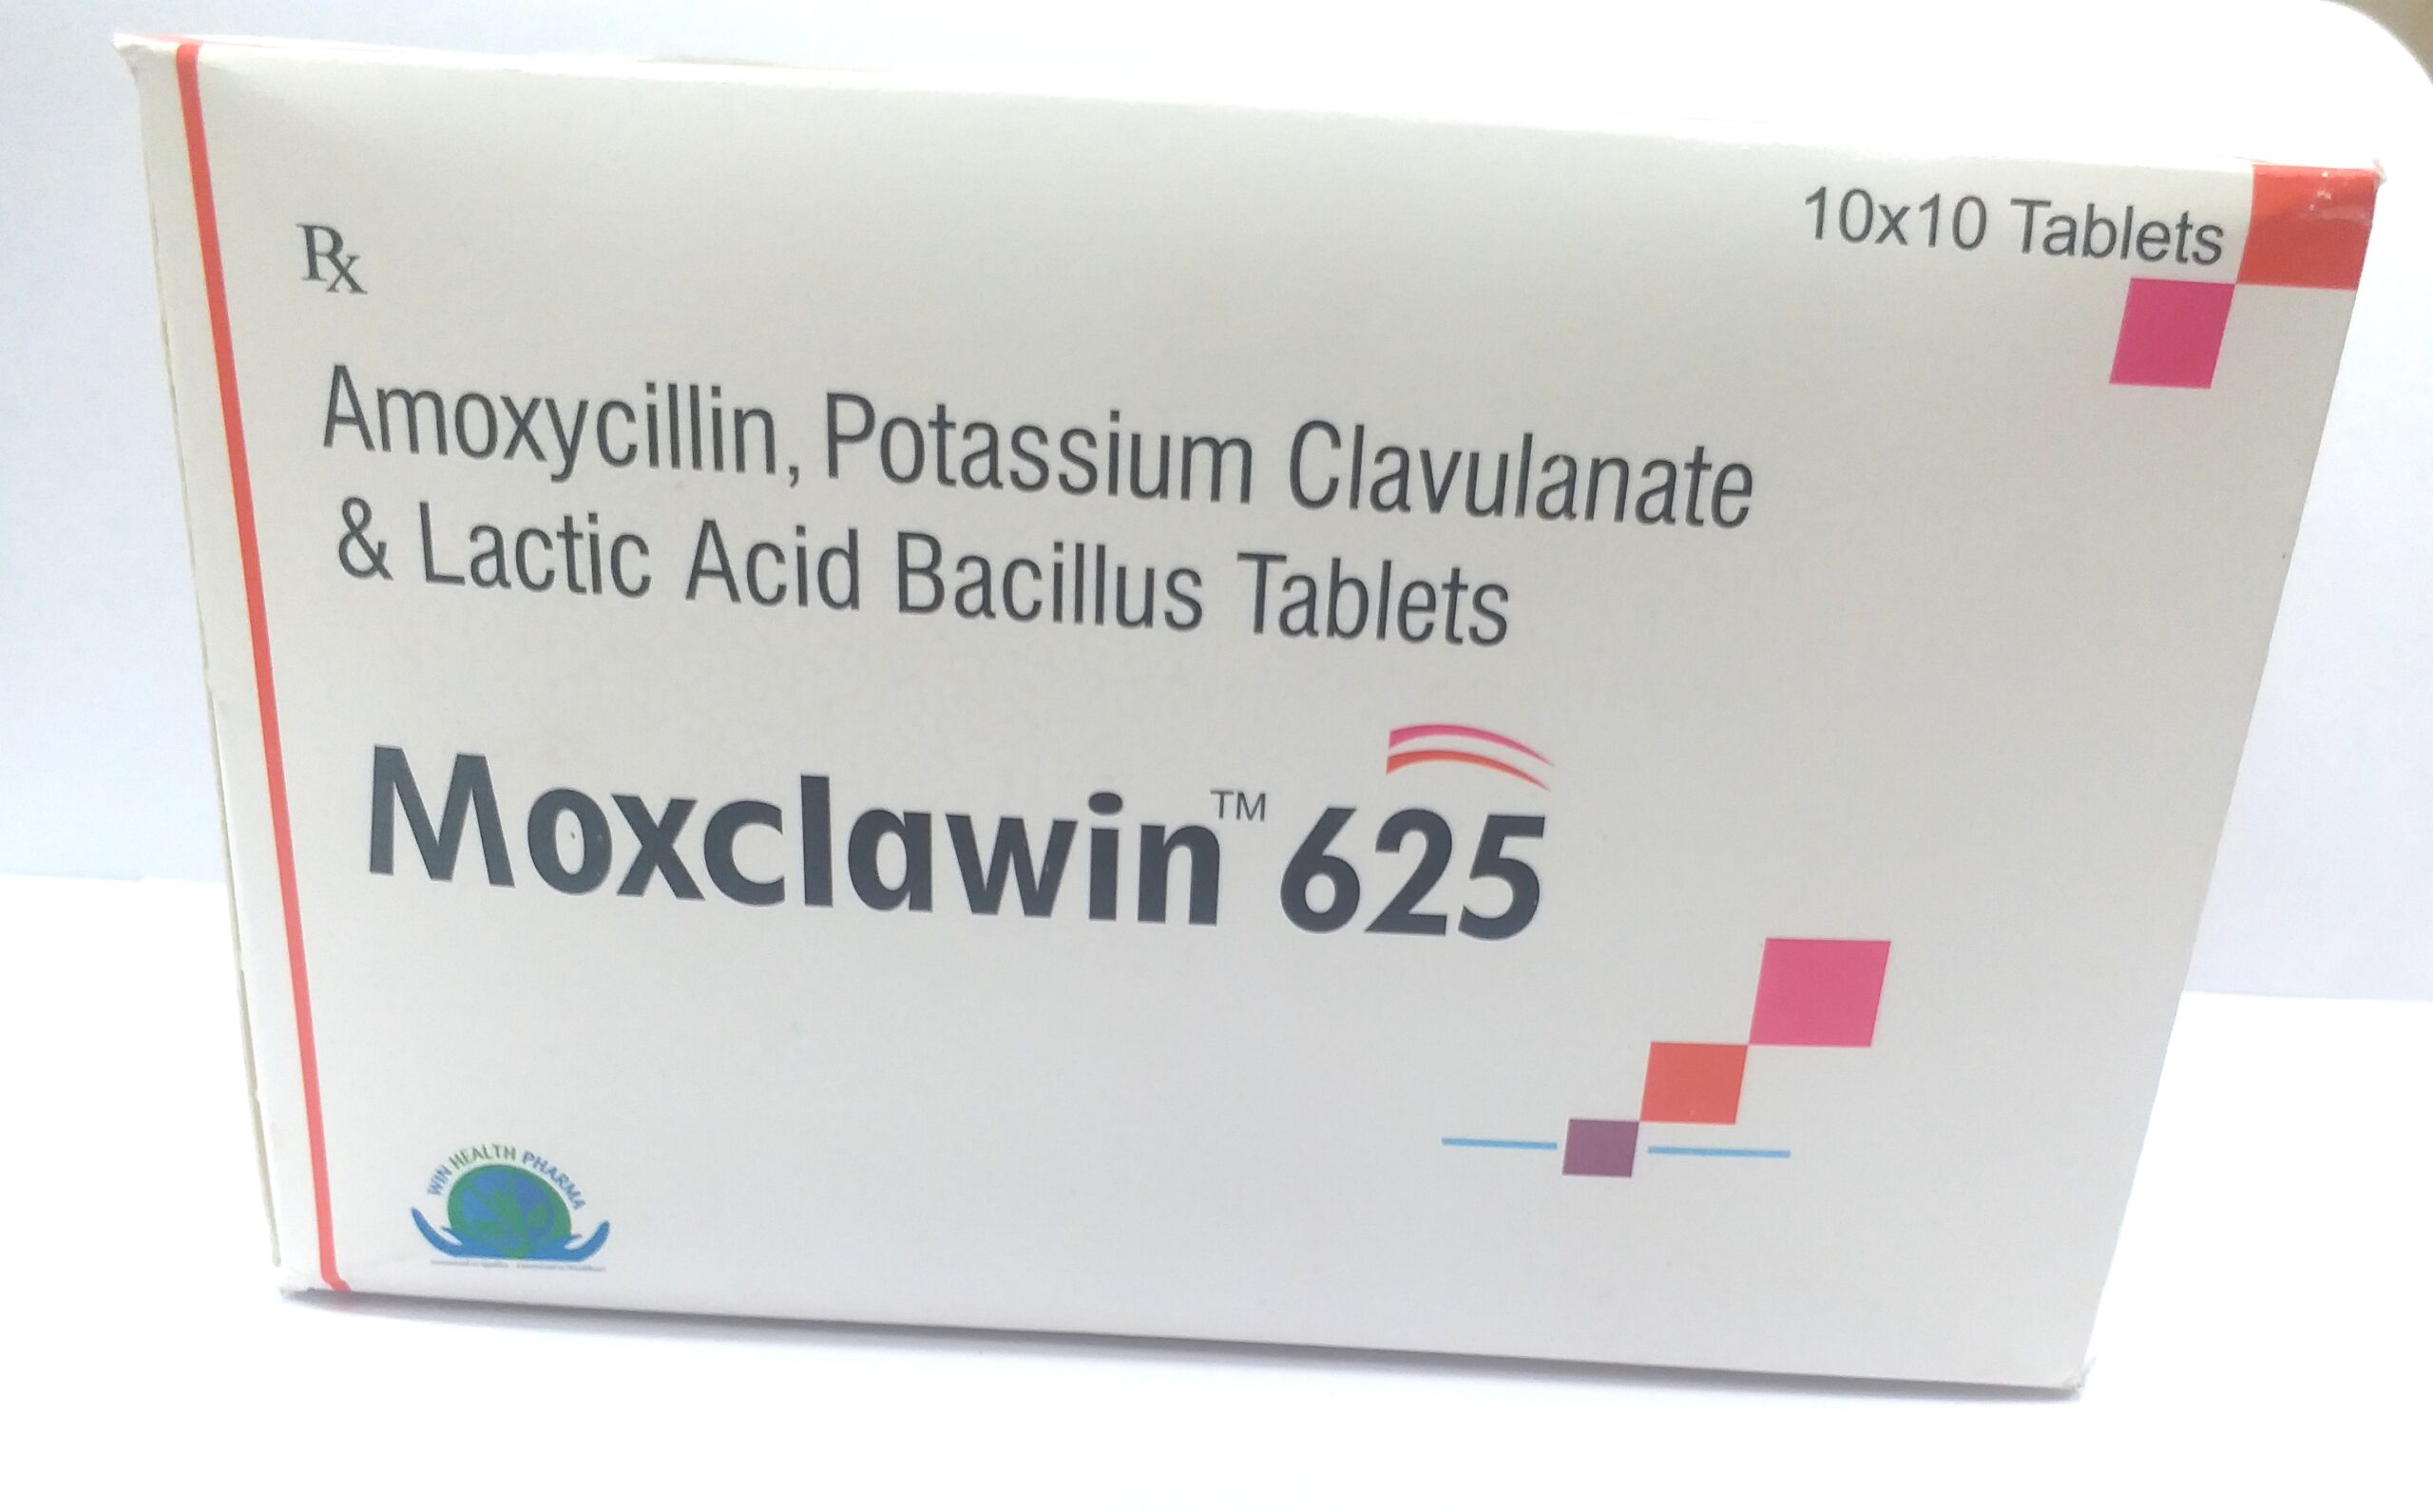 10x10 Tablets
Rx
Amoxycillin, Potassium Clavulanate
& Lactic Acid Bacillus Tablets
Moxclawin™ 625
WIN HEALTH PHARMA